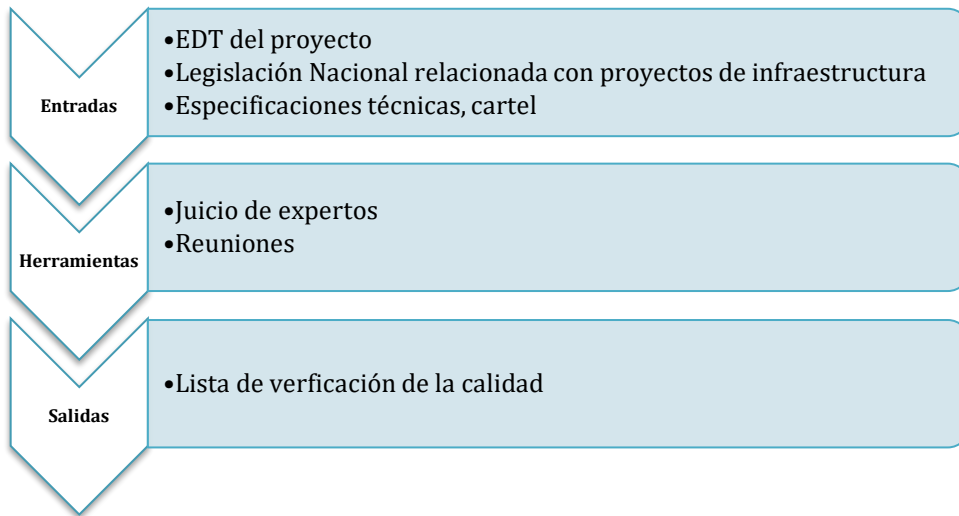 Entradas
•EDT del proyecto
•Legislación Nacional relacionada con proyectos de infraestructura
•Especificaciones técnicas, cartel
Herramientas
•Juicio de expertos
•Reuniones
Salidas
•Lista de verficación de la calidad